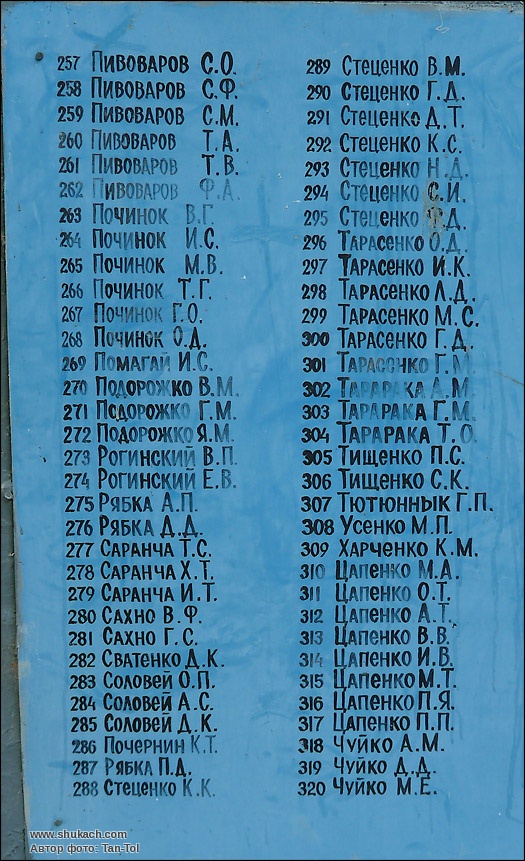 257 Пивоваров С.О.
258 Пивоваров С.Ф.
259 Пивоваров С.М.
260 Пивоваров Т.А.
261 Пивоваров Т.В.
262 Пивоваров Ф.А.
263 Починок В.Г.
264 Починок И.С.
265 Починок М.В.
266 Починок Т.Г.
267 Починок Г.О.
268 Починок О.Д.
269 Помагай И.С.
270 Подорожко В.М.
271 Подорожко Г.М.
272 Подорожко Я.М.
273 Рогинский В.П.
274 Рогинский Е.В.
275 Рябка А.П.
276 Рябка Д.Д.
277 Саранча Т.С.
278 Саранча Х.Т.
279 Саранча И.Т.
280 Сахно В.Ф.
281 Сахно Г.С.
282 Сватенко Д.К.
283 Соловей О.П.
284 Соловей А.С.
285 Соловей Д.К.
286 Почернин К.Т.
287 Рябка П.Д.
288 Стеценко К.К.
289 Стеценко В.М.
290 Стеценко Г.Д.
291 Стеценко Д.Т.
292 Стеценко К.С.
293 Стеценко Н.Д.
294 Стеценко С.И.
295 Стеценко
296 Тарасенко О.Д.
297 Тарасенко И.К.
298 Тарасенко Л.Д.
299 Тарасенко М.С.
300 Тарасенко Г.Д.
301 Тарасочко Г.М.
302 Тарарака А.М.
303 Тарарака Г.М.
304 Тарарака Т.О.
305 Тищенко П.С.
306 Тищенко С.К.
307 Тютюннык Г.П.
308 Усенко М.П.
309 Харченко К.М.
310 Цапенко М.А.
311 Цапенко О.Т.
312 Цапенко А.Т.
313 Цапенко В.В.
314 Цапенко И.В.
315 Цапенко М.Т.
316 Цапенко П.Я.
317 Цапенко П.П.
318 Чуйко А.М.
319 Чуйко Д.Д.
320 Чуйко М.Е.
www.shukach.com
Автор фото: Tan-Tol